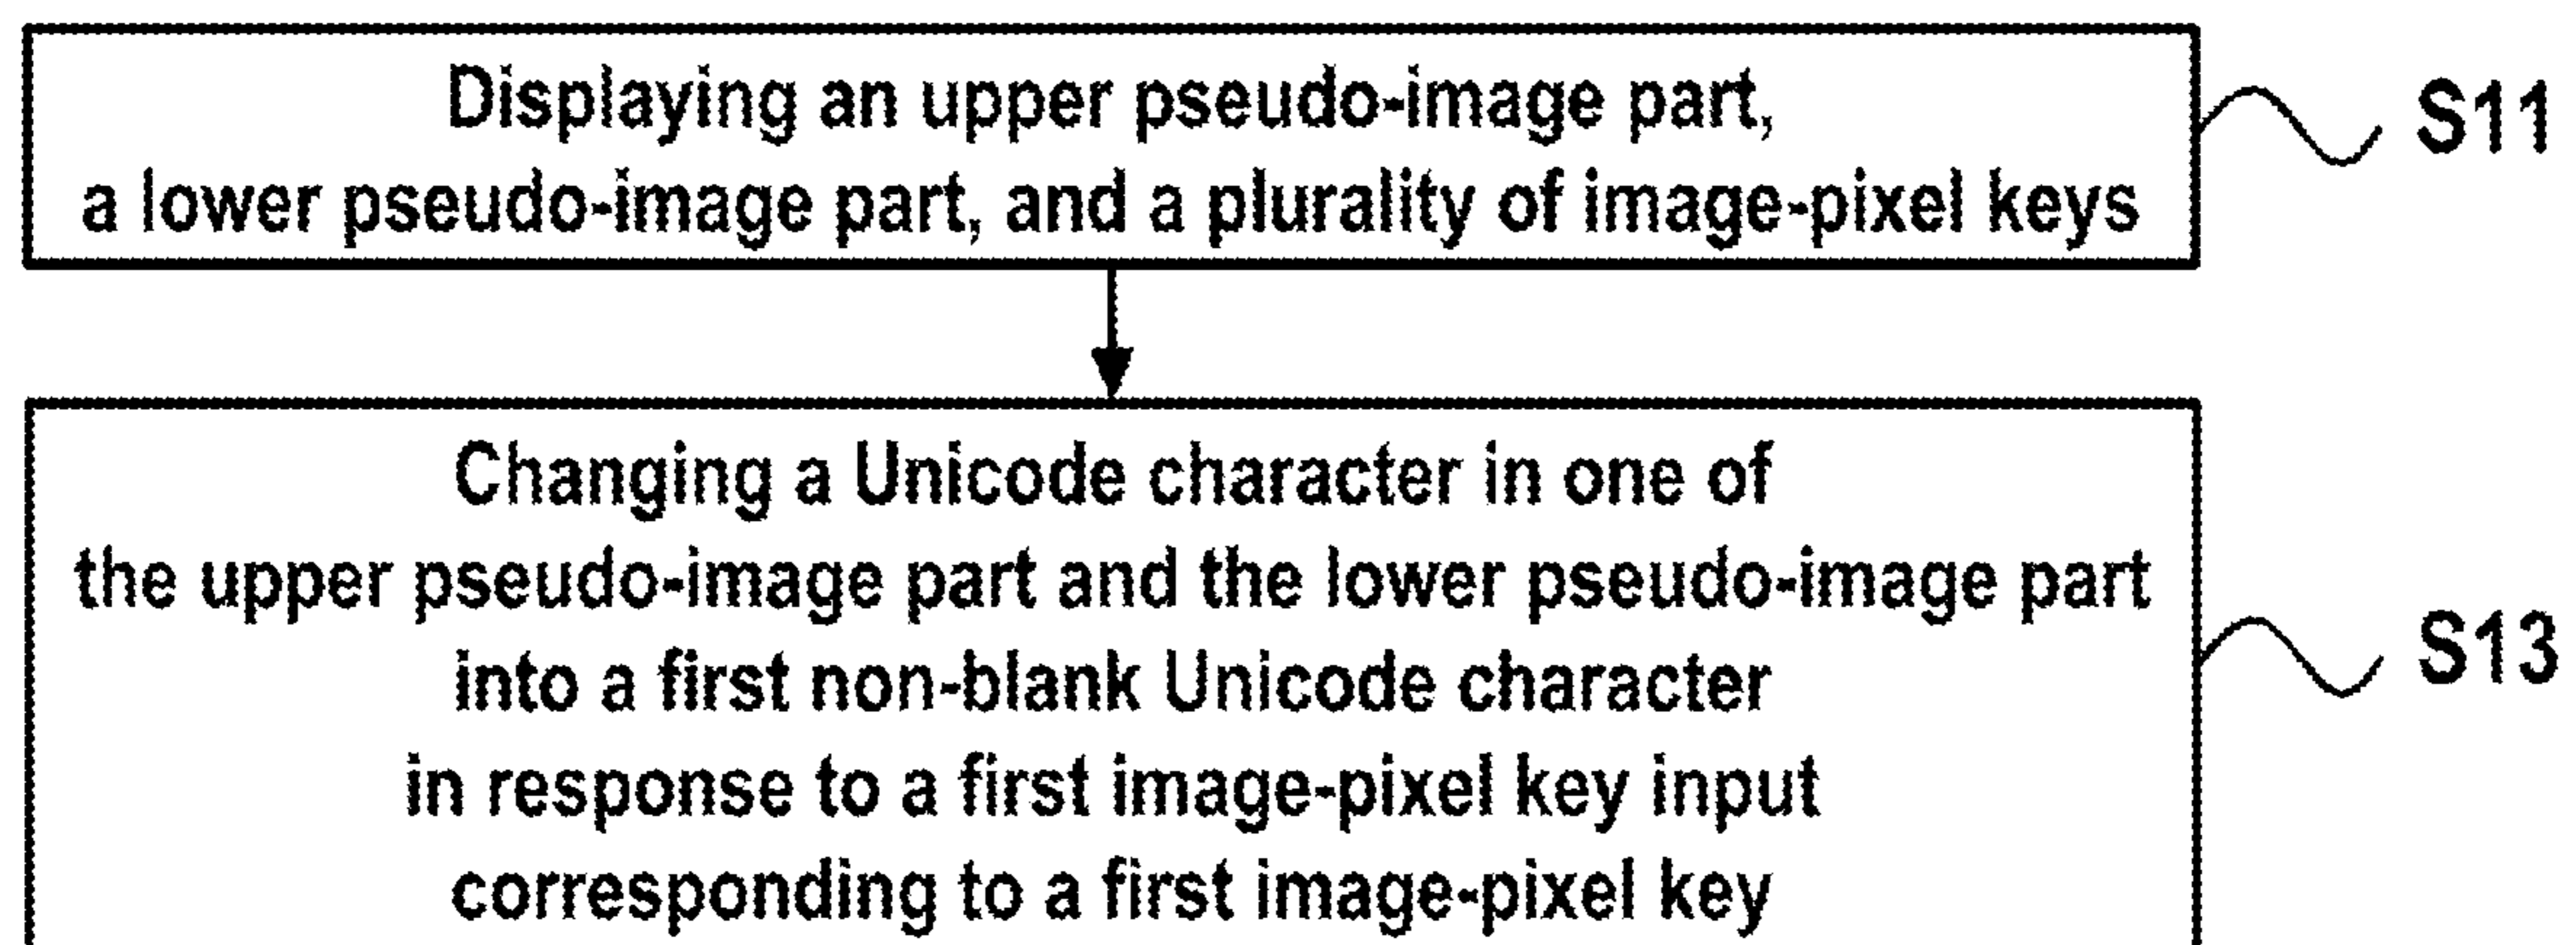 Displaying an upper pseudo-image part,
a lower pseudo-image part, and a plurality of image-pixel keys
S11
Changing a Unicode character in one of
the upper pseudo-image part and the lower pseudo-image part
into a first non-blank Unicode character
in response to a first image-pixel key input
corresponding to a first image-pixel key
S13